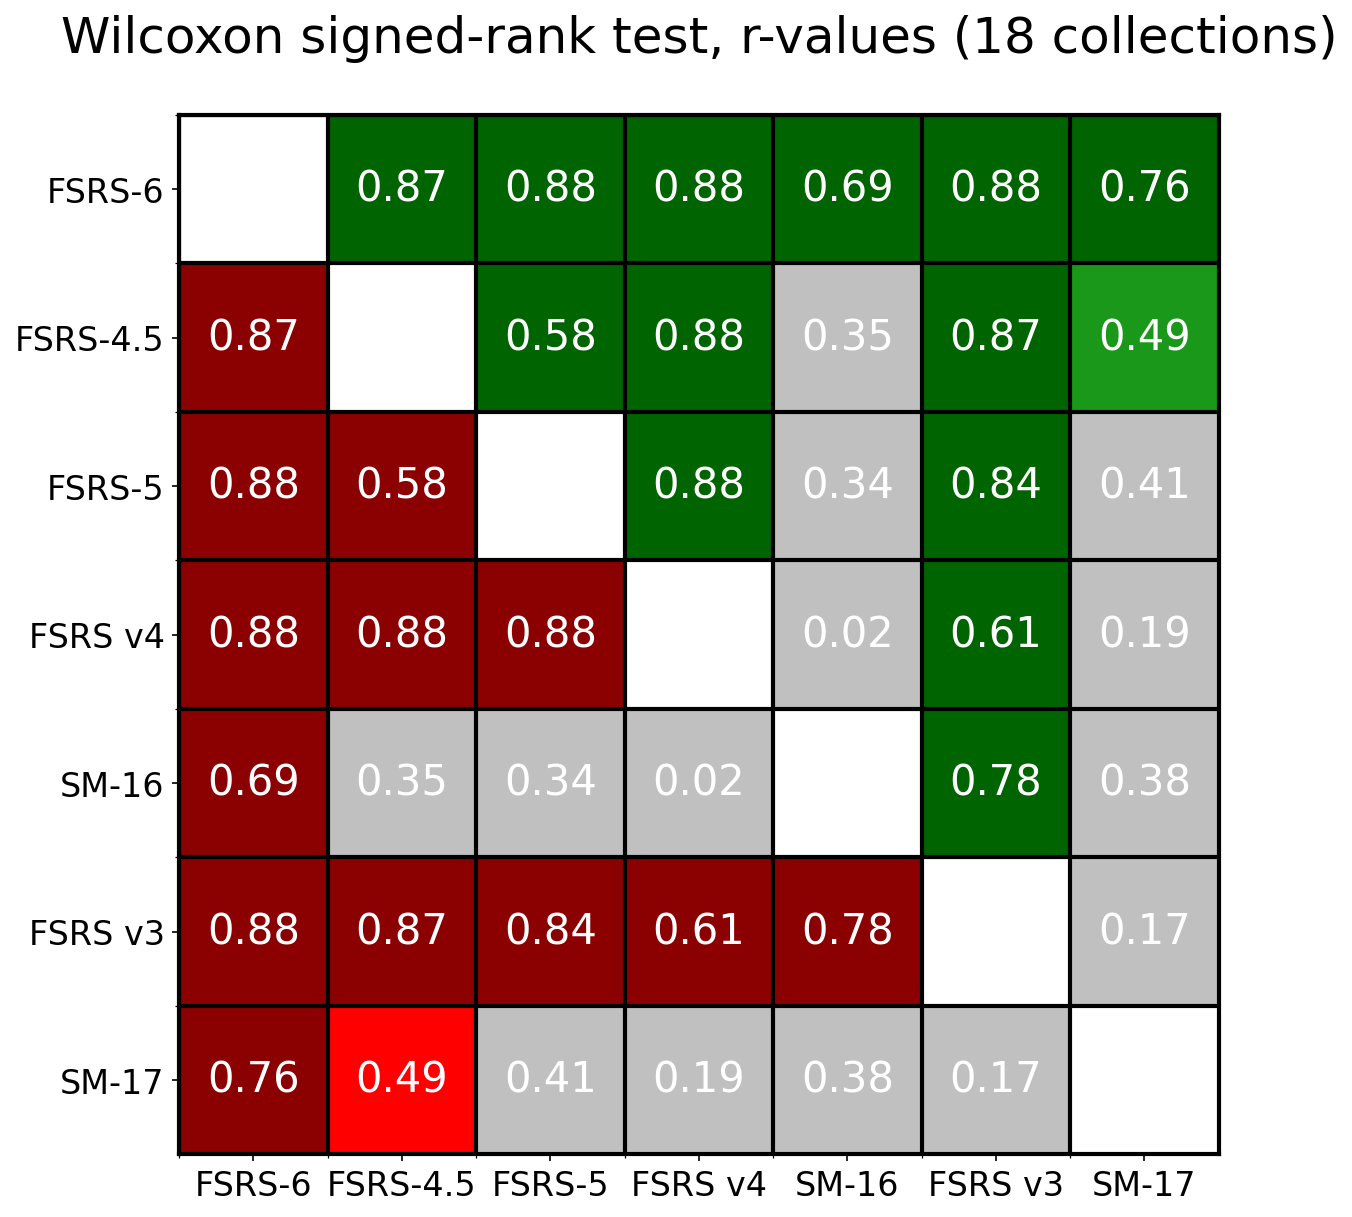 Wilcoxon signed-rank test, r-values (18 collections)
FSRS-6 0.87 0.88 0.88 0.69 0.88 0.76
FSRS-4.5 0.87 0.58 0.88 0.35 0.87 0.49
FSRS-5 0.88 0.58 0.88 0.34 0.84 0.41
FSRS v4 0.88 0.88 0.88 0.02 0.61 0.19
SM-16 0.69 0.35 0.34 0.02 0.78 0.38
FSRS v3 0.88 0.87 0.84 0.61 0.78 0.17
SM-17 0.76 0.49 0.41 0.19 0.38 0.17
FSRS-6 FSRS-4.5 FSRS-5 FSRS v4 SM-16 FSRS v3 SM-17